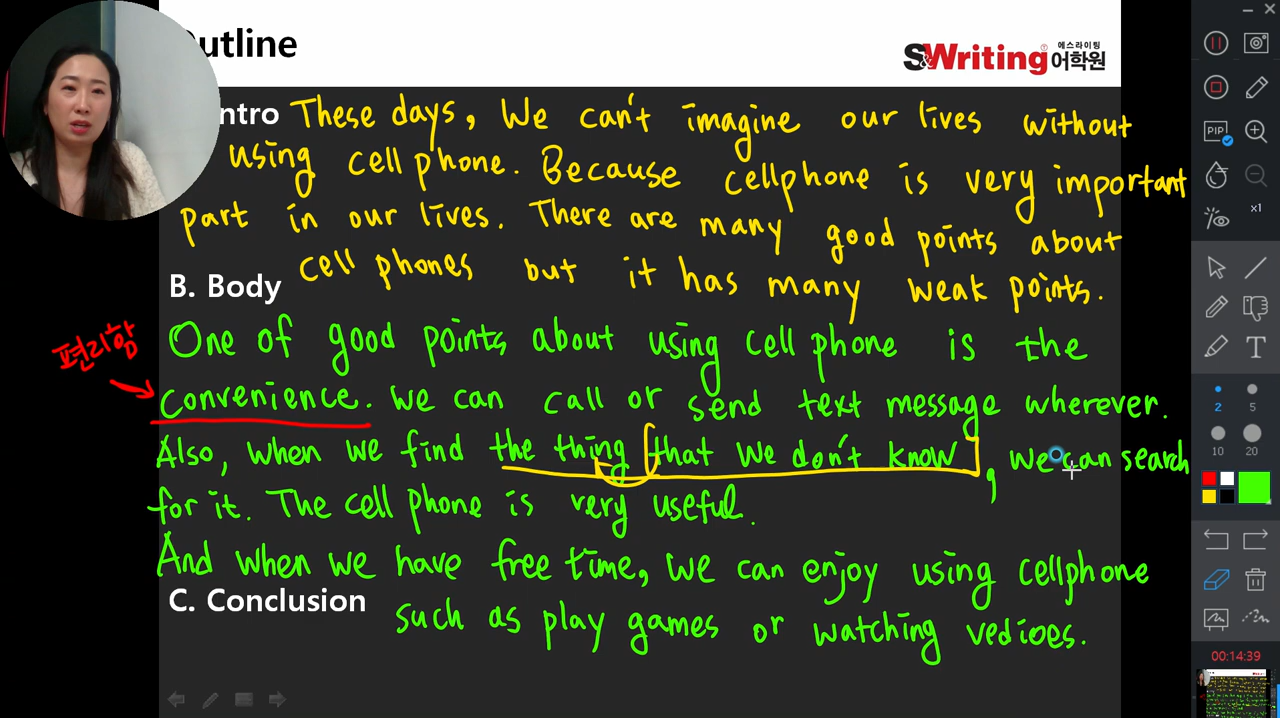 Outline
S&Writing 에스라이팅 어학원
Intro These days, We can't imagine our lives without
using cell phone. Because cellphone is very important
part in our lives. There are many good points about
cell phones but it has many weak points.
B. Body
One of good points about using cell phone is the
편리함
convenience. We can call or send text message wherever.
Also, when we find the thing that we don't know, we can search
for it. The cell phone is very useful.
And when we have free time, we can enjoy using cellphone
C. Conclusion
such as play games or watching vedioes.
PIP
x1
T
2 5
10 20
00:14:39